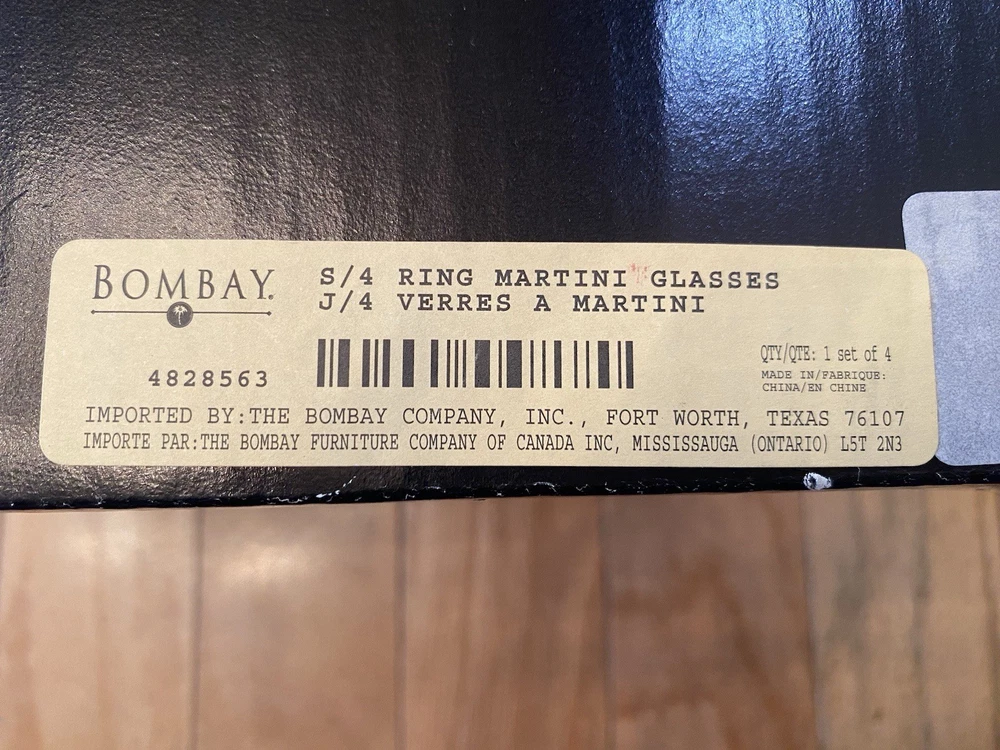 BOMBAY.
S/4 RING MARTINI GLASSES
J/4 VERRES A MARTINI
4828563
QTY/QTE: 1 set of 4
MADE IN/FABRIQUE:
CHINA/EN CHINE
IMPORTED BY:THE BOMBAY COMPANY, INC., FORT WORTH, TEXAS 76107
IMPORTE PAR:THE BOMBAY FURNITURE COMPANY OF CANADA INC, MISSISSAUGA (ONTARIO) L5T 2N3